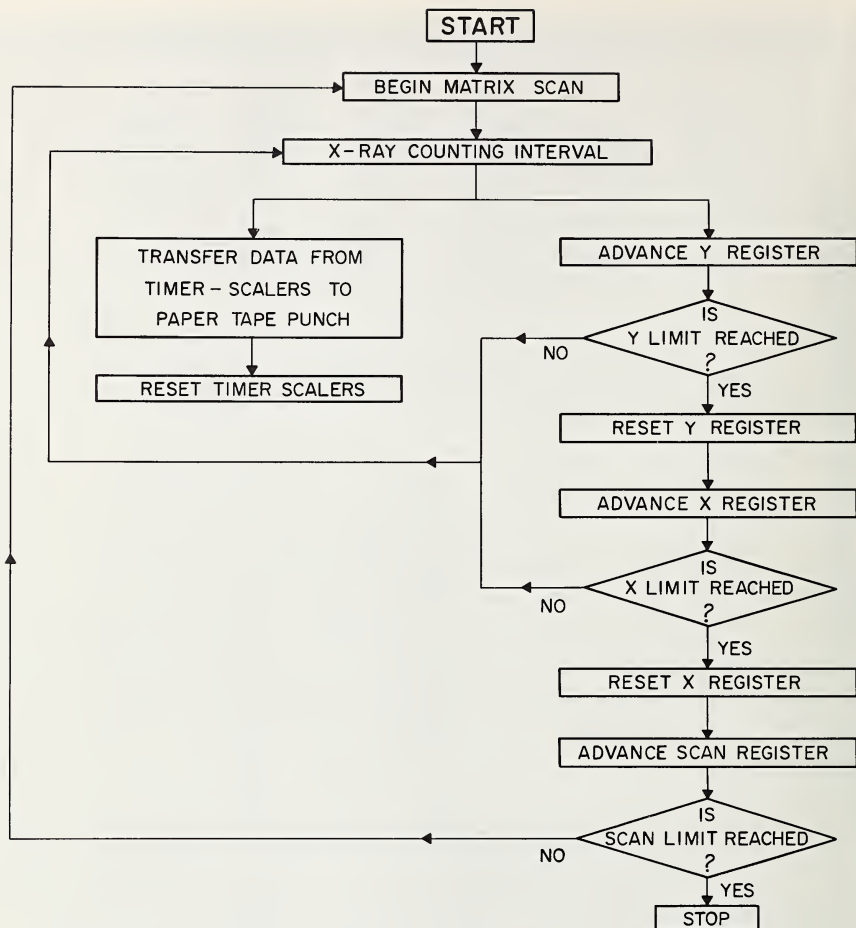 START
BEGIN MATRIX SCAN
X-RAY COUNTING INTERVAL
TRANSFER DATA FROM
TIMER-SCALERS TO
PAPER TAPE PUNCH
RESET TIMER SCALERS
ADVANCE Y REGISTER
IS
Y LIMIT REACHED
?
NO
YES
RESET Y REGISTER
ADVANCE X REGISTER
IS
X LIMIT REACHED
?
NO
YES
RESET X REGISTER
ADVANCE SCAN REGISTER
IS
SCAN LIMIT REACHED
?
NO
YES
STOP